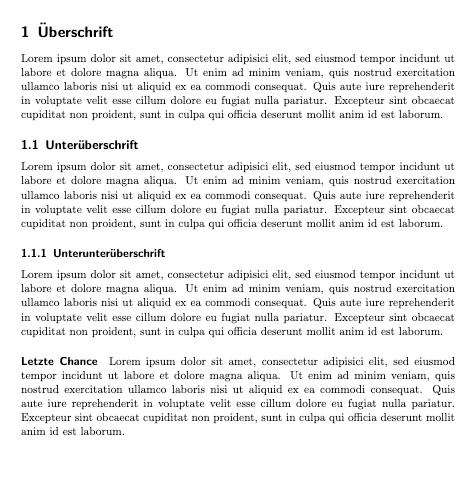 1 Überschrift
Lorem ipsum dolor sit amet, consectetur adipisici elit, sed eiusmod tempor incidunt ut
labore et dolore magna aliqua. Ut enim ad minim veniam, quis nostrud exercitation
ullamco laboris nisi ut aliquid ex ea commodi consequat. Quis aute iure reprehenderit
in voluptate velit esse cillum dolore eu fugiat nulla pariatur. Excepteur sint obcaecat
cupiditat non proident, sunt in culpa qui officia deserunt mollit anim id est laborum.
1.1 Unterüberschrift
Lorem ipsum dolor sit amet, consectetur adipisici elit, sed eiusmod tempor incidunt ut
labore et dolore magna aliqua. Ut enim ad minim veniam, quis nostrud exercitation
ullamco laboris nisi ut aliquid ex ea commodi consequat. Quis aute iure reprehenderit
in voluptate velit esse cillum dolore eu fugiat nulla pariatur. Excepteur sint obcaecat
cupiditat non proident, sunt in culpa qui officia deserunt mollit anim id est laborum.
1.1.1 Unterunterüberschrift
Lorem ipsum dolor sit amet, consectetur adipisici elit, sed eiusmod tempor incidunt ut
labore et dolore magna aliqua. Ut enim ad minim veniam, quis nostrud exercitation
ullamco laboris nisi ut aliquid ex ea commodi consequat. Quis aute iure reprehenderit
in voluptate velit esse cillum dolore eu fugiat nulla pariatur. Excepteur sint obcaecat
cupiditat non proident, sunt in culpa qui officia deserunt mollit anim id est laborum.
Letzte Chance Lorem ipsum dolor sit amet, consectetur adipisici elit, sed eiusmod
tempor incidunt ut labore et dolore magna aliqua. Ut enim ad minim veniam, quis
nostrud exercitation ullamco laboris nisi ut aliquid ex ea commodi consequat. Quis
aute iure reprehenderit in voluptate velit esse cillum dolore eu fugiat nulla pariatur.
Excepteur sint obcaecat cupiditat non proident, sunt in culpa qui officia deserunt mollit
anim id est laborum.